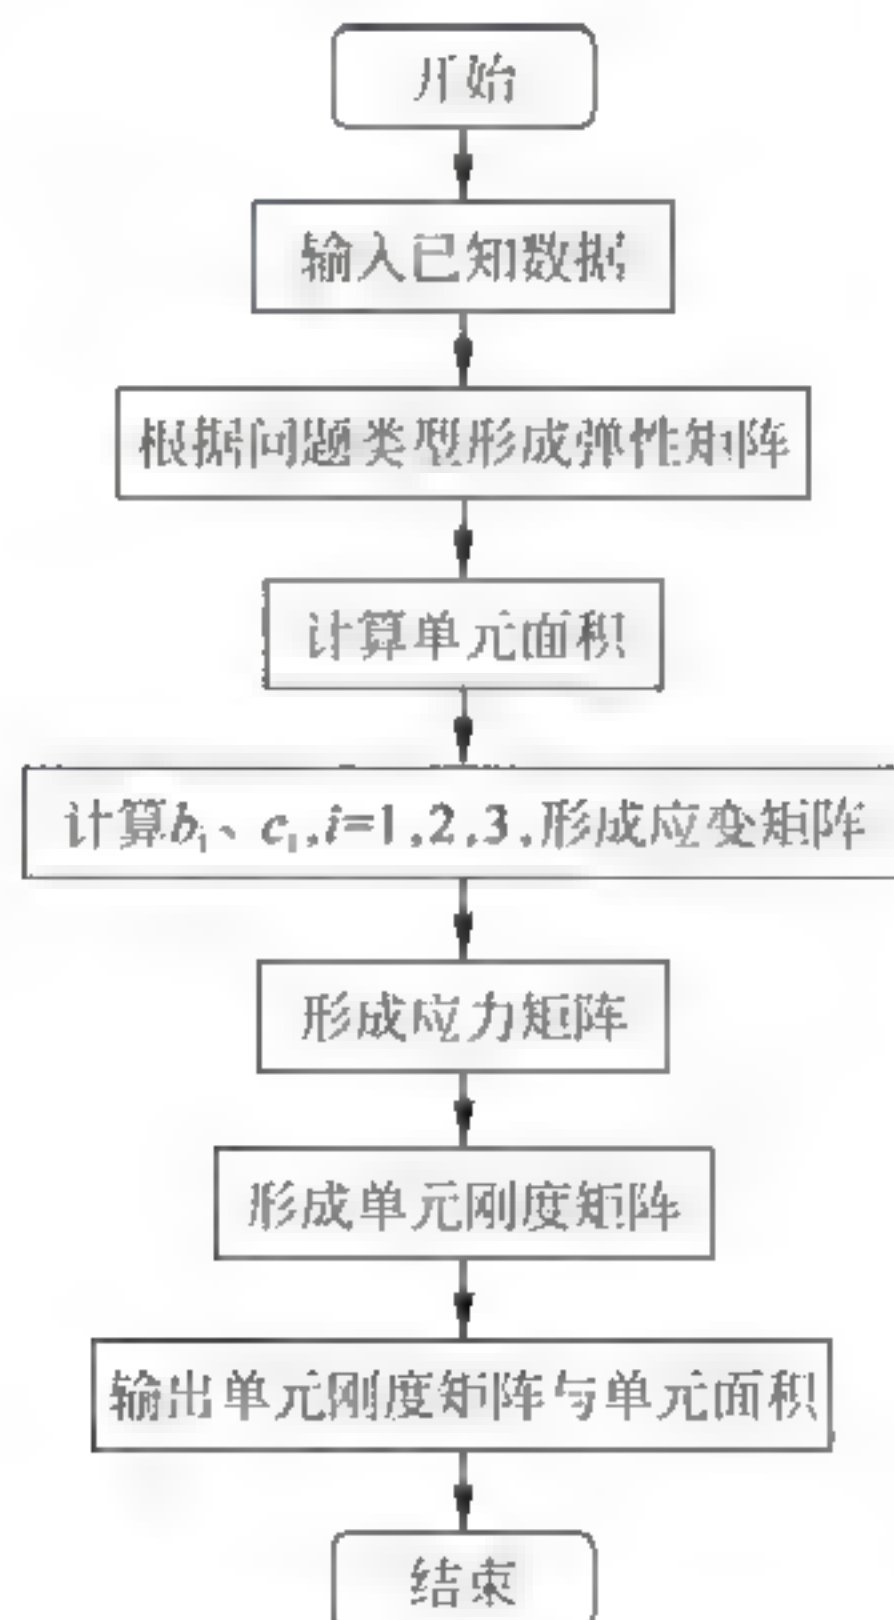 开始
输入已知数据
根据问题类型形成弹性矩阵
计算单元面积
计算bi、ci,i=1,2,3,形成应变矩阵
形成应力矩阵
形成单元刚度矩阵
输出单元刚度矩阵与单元面积
结束